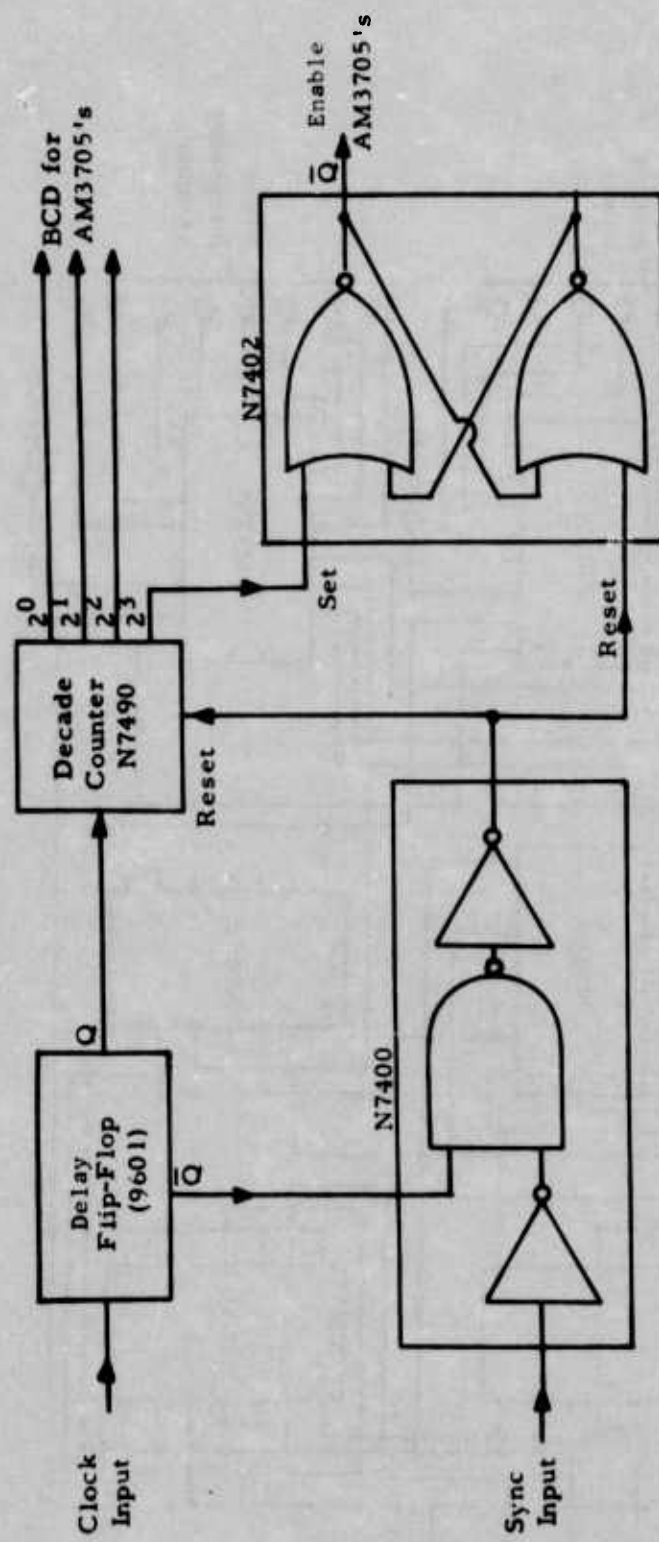 Clock
Input
Delay
Flip-Flop
(9601)
Q
Q̅
Decade
Counter
N7490
2⁰
2¹
2²
2³
BCD for
AM3705's
Reset
Set
N7402
Q̅
Enable
AM3705's
Sync
Input
N7400
Reset